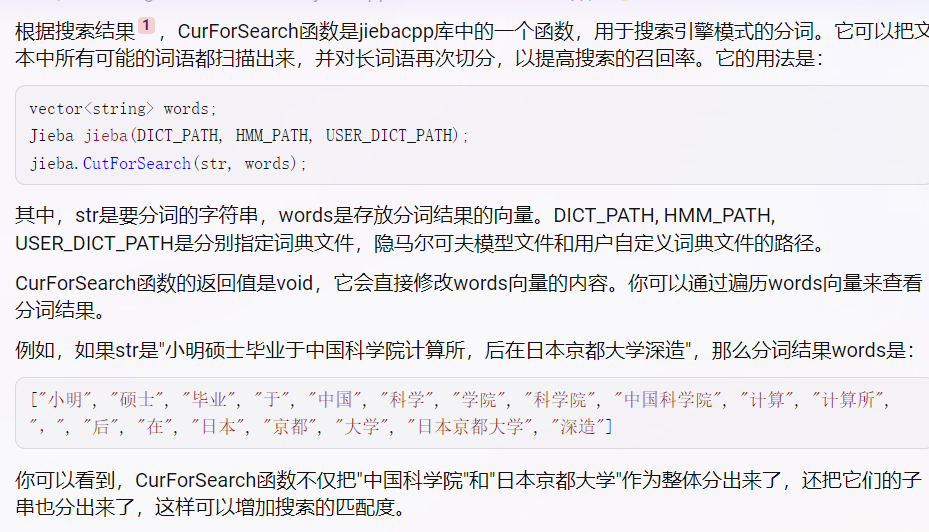 根据搜索结果 1 ，CurForSearch函数是jiebacpp库中的一个函数，用于搜索引擎模式的分词。它可以把文
本中所有可能的词语都扫描出来，并对长词语再次切分，以提高搜索的召回率。它的用法是：
vector<string> words;
Jieba jieba(DICT_PATH, HMM_PATH, USER_DICT_PATH);
jieba.CutForSearch(str, words);
其中，str是要分词的字符串，words是存放分词结果的向量。DICT_PATH, HMM_PATH,
USER_DICT_PATH是分别指定词典文件，隐马尔可夫模型文件和用户自定义词典文件的路径。
CurForSearch函数的返回值是void，它会直接修改words向量的内容。你可以通过遍历words向量来查看
分词结果。
例如，如果str是"小明硕士毕业于中国科学院计算所，后在日本京都大学深造"，那么分词结果words是：
["小明", "硕士", "毕业", "于", "中国", "科学", "学院", "科学院", "中国科学院", "计算", "计算所",
"，", "后", "在", "日本", "京都", "大学", "日本京都大学", "深造"]
你可以看到，CurForSearch函数不仅把"中国科学院"和"日本京都大学"作为整体分出来了，还把它们的子
串也分出来了，这样可以增加搜索的匹配度。